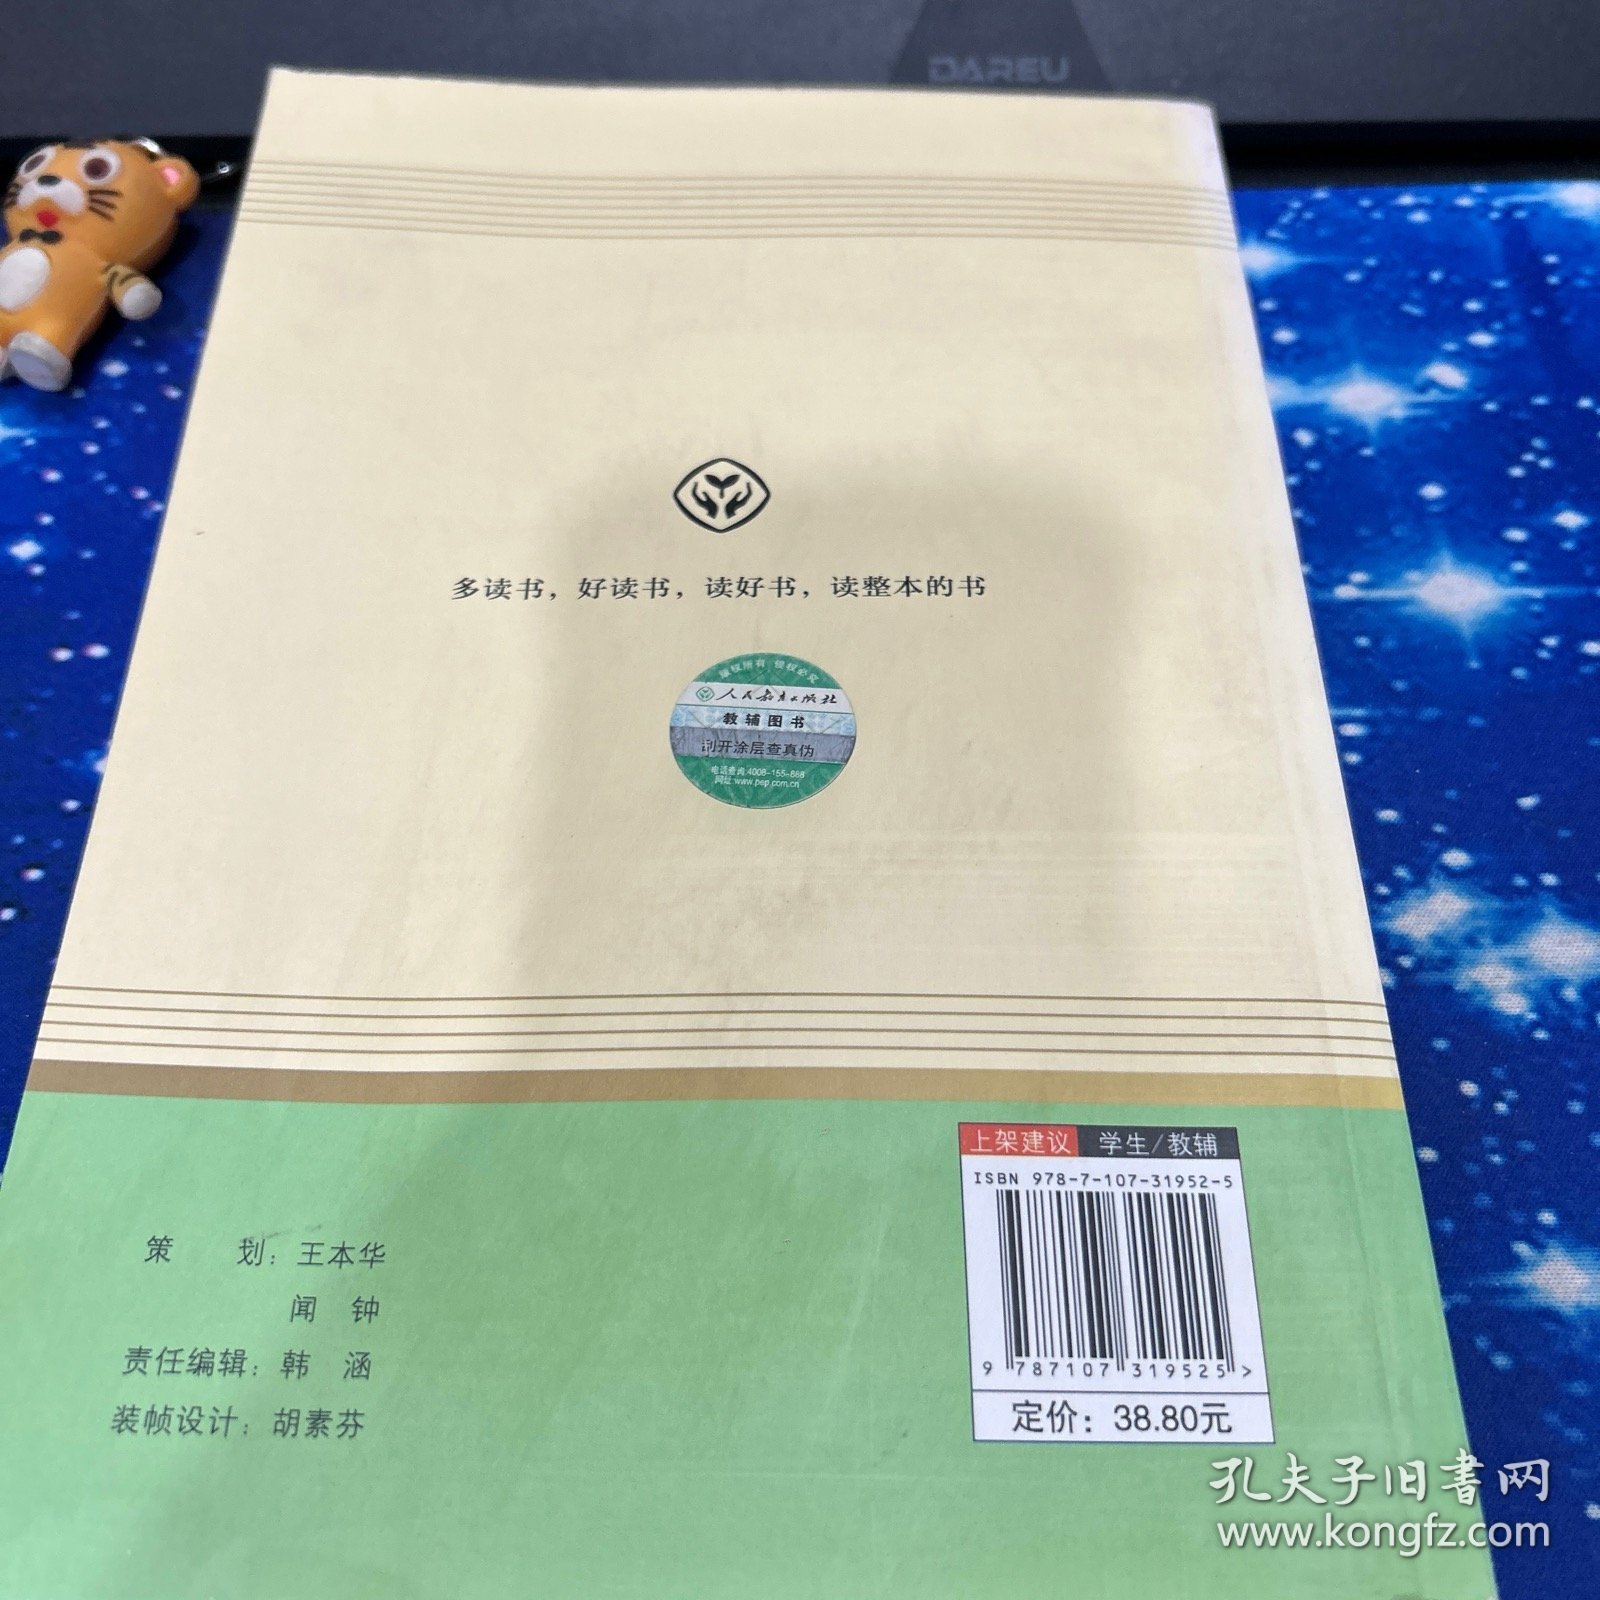 DAREU
多读书，好读书，读好书，读整本的书
版权所有 侵权必究
人民教育出版社
教辅图书
刮开涂层查真伪
电话查询:4008-155-888
网址:www.pep.com.cn
上架建议 学生/教辅
ISBN 978-7-107-31952-5
9 787107 319525 >
定价：38.80元
策 划：王本华
闻 钟
责任编辑：韩 涵
装帧设计：胡素芬
孔夫子旧书网
www.kongfz.com